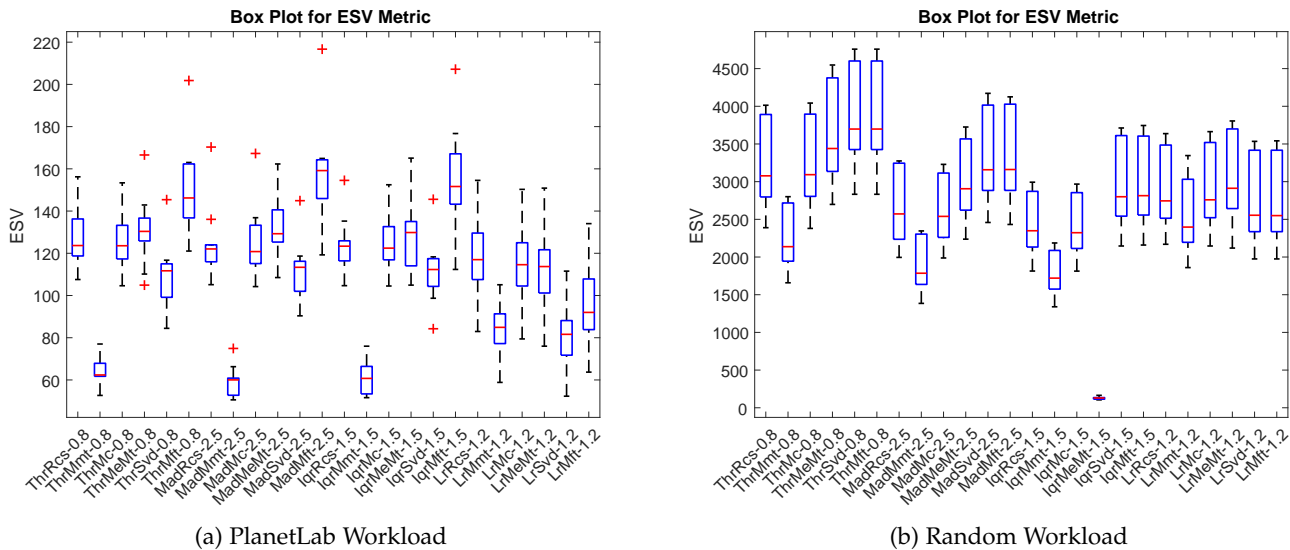 Box Plot for ESV Metric
220
200
180
160
140
120
100
80
60
ESV
ThrRcs-0.8
ThrMmt-0.8
ThrMc-0.8
ThrMeMt-0.8
ThrSvd-0.8
ThrMft-0.8
MadRcs-2.5
MadMmt-2.5
MadMc-2.5
MadMeMt-2.5
MadSvd-2.5
MadMft-2.5
IqrRcs-1.5
IqrMmt-1.5
IqrMc-1.5
IqrMeMt-1.5
IqrSvd-1.5
IqrMft-1.5
LrRcs-1.2
LrMmt-1.2
LrMc-1.2
LrMeMt-1.2
LrSvd-1.2
LrMft-1.2
(a) PlanetLab Workload
Box Plot for ESV Metric
4500
4000
3500
3000
2500
2000
1500
1000
500
0
ESV
ThrRcs-0.8
ThrMmt-0.8
ThrMc-0.8
ThrMeMt-0.8
ThrSvd-0.8
ThrMft-0.8
MadRcs-2.5
MadMmt-2.5
MadMc-2.5
MadMeMt-2.5
MadSvd-2.5
MadMft-2.5
IqrRcs-1.5
IqrMmt-1.5
IqrMc-1.5
IqrMeMt-1.5
IqrSvd-1.5
IqrMft-1.5
LrRcs-1.2
LrMmt-1.2
LrMc-1.2
LrMeMt-1.2
LrSvd-1.2
LrMft-1.2
(b) Random Workload